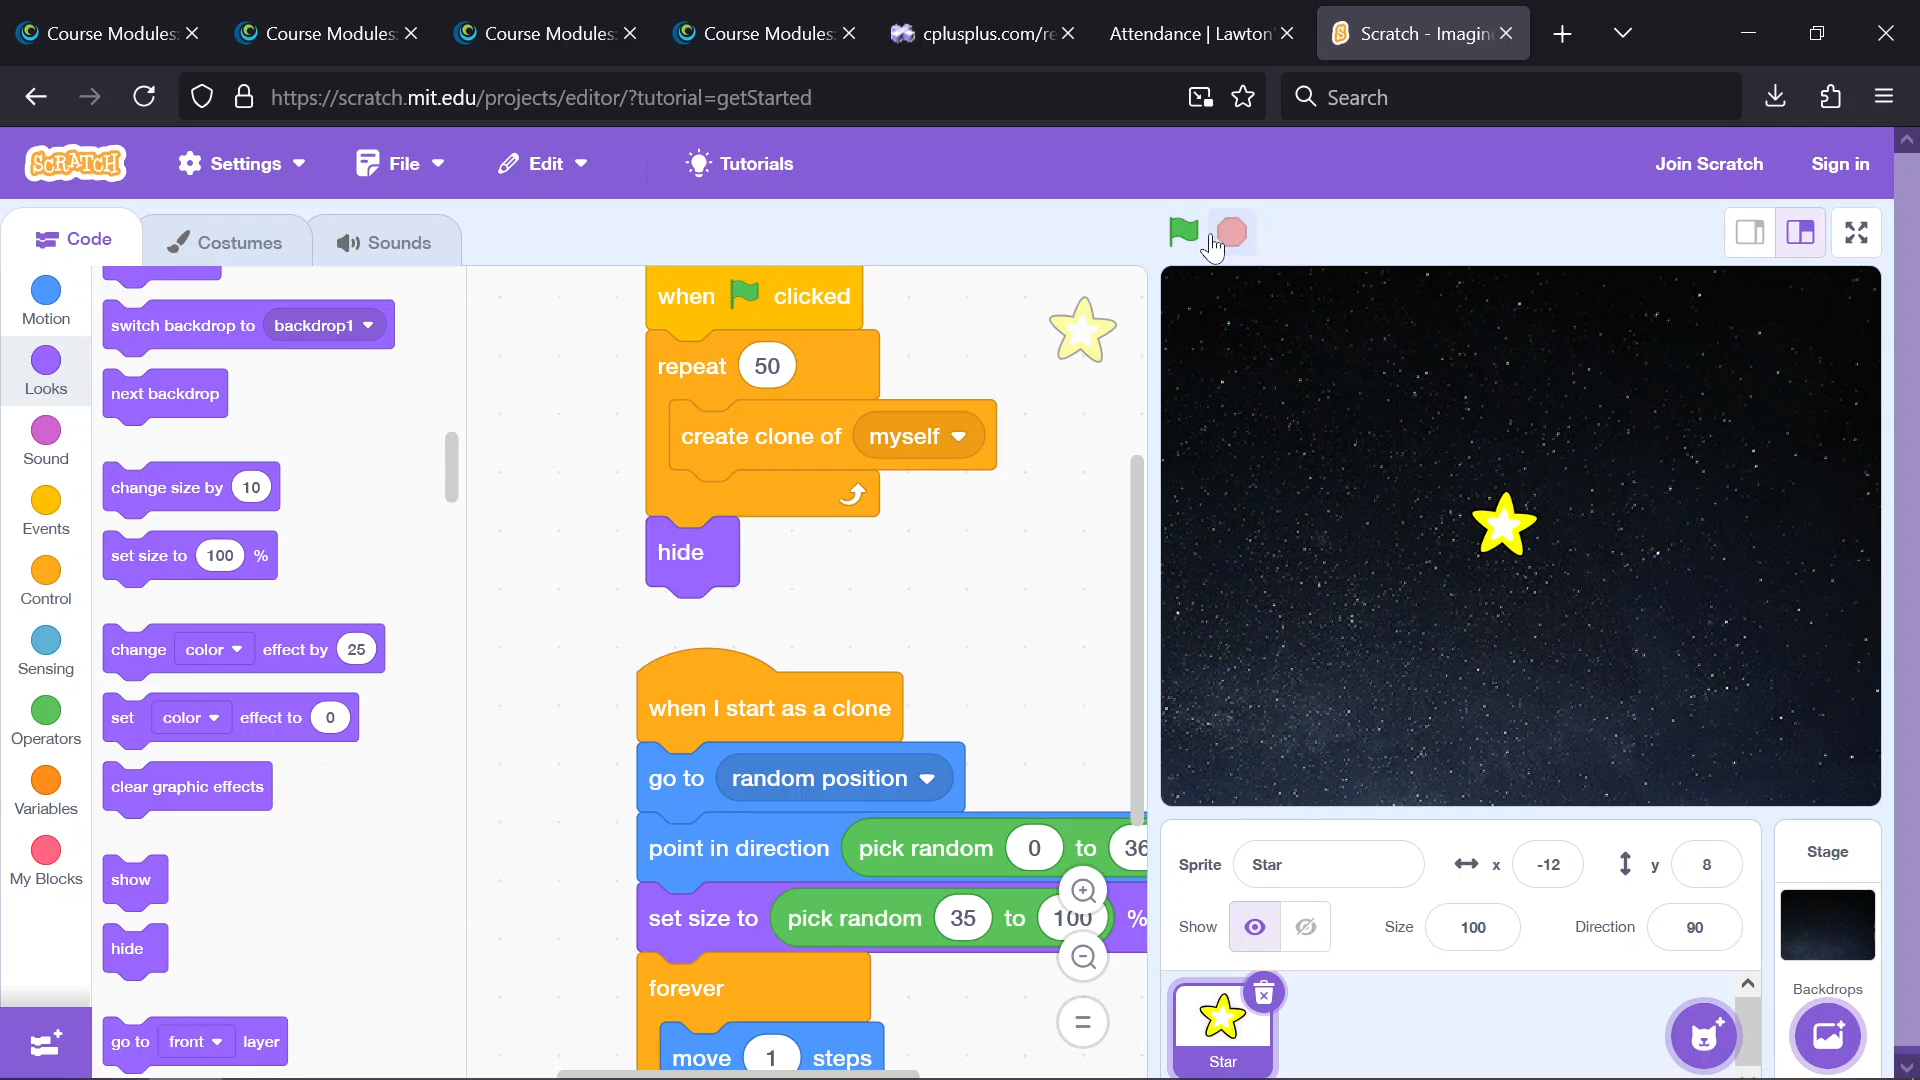 Course Modules: Course Modules: Course Modules: Course Modules: cplusplus.com/re Attendance | Lawton Scratch - Imagin
https://scratch.mit.edu/projects/editor/?tutorial=getStarted Search
SCRATCH Settings File Edit Tutorials Join Scratch Sign in
Code Costumes Sounds
Motion
Looks
Sound
Events
Control
Sensing
Operators
Variables
My Blocks
switch backdrop to backdrop1
next backdrop
change size by 10
set size to 100 %
change color effect by 25
set color effect to 0
clear graphic effects
show
hide
go to front layer
when clicked
repeat 50
create clone of myself
hide
when I start as a clone
go to random position
point in direction pick random 0 to 36
set size to pick random 35 to 100 %
forever
move 1 steps
Sprite Star x -12 y 8
Show Size 100 Direction 90
Star
Stage
Backdrops